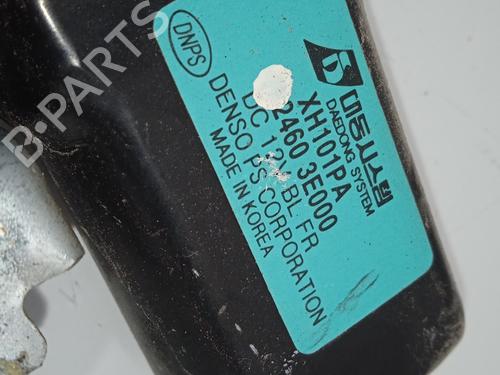 대동시스템
DAEDONG SYSTEM
XH101PA
2460 3E000
DC 12V BL FR
DENSO PS CORPORATION
MADE IN KOREA
DNPS
B-Parts